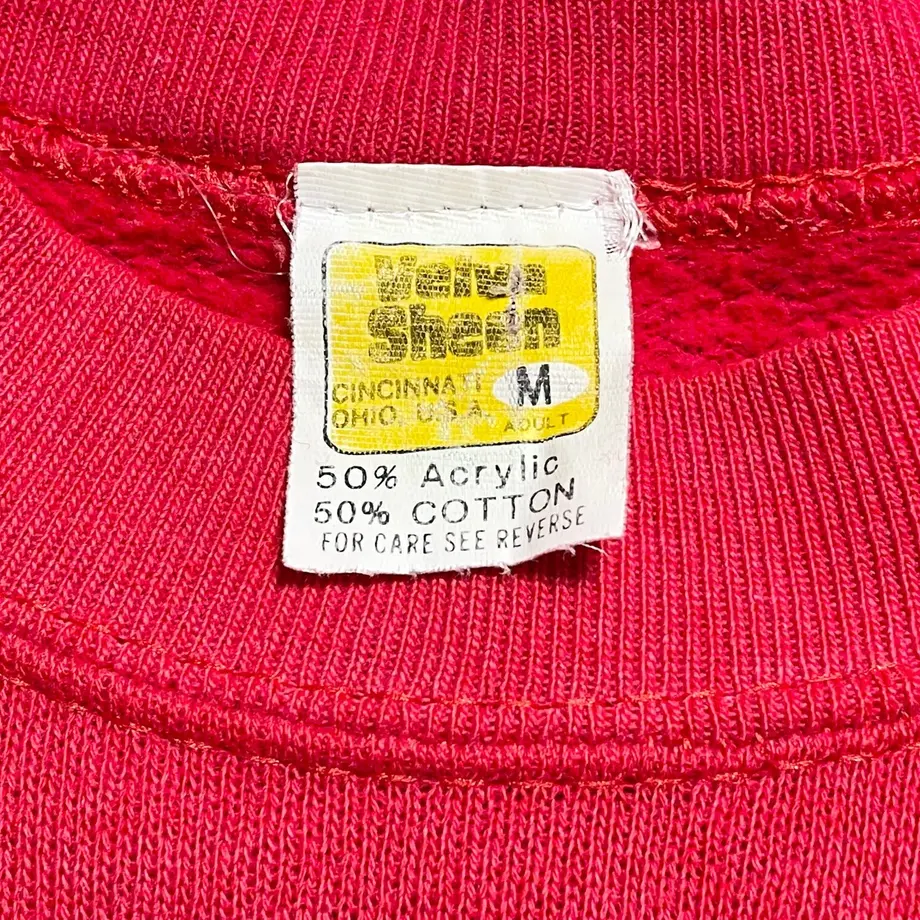 Velva
Sheen
CINCINNATI
OHIO, U.S.A.
M
ADULT
50% Acrylic
50% COTTON
FOR CARE SEE REVERSE